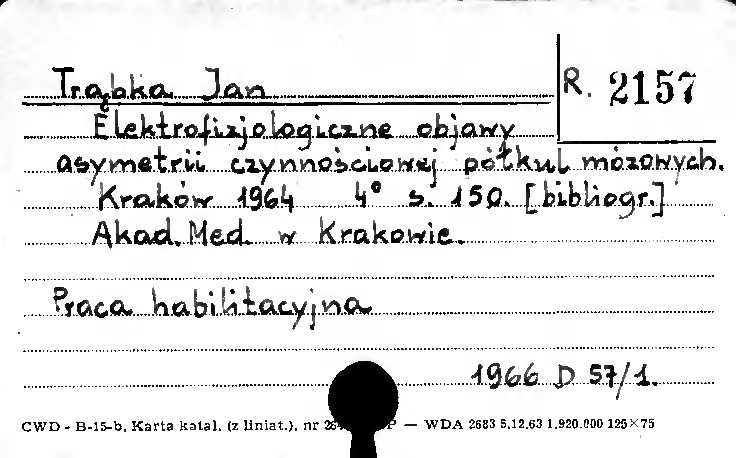 Trąbka Jan
R. 2157
Elektrofizjologiczne objawy
asymetrii czynnościowej półkul mózgowych.
Kraków 1964 4° s. 150. [bibliogr.]
Akad. Med. w Krakowie.
Praca habilitacyjna
1966 D 57/1.
CWD - B-15-b, Karta katal. (z liniat.), nr — WDA 2683 5.12.63 1.920.000 125×75